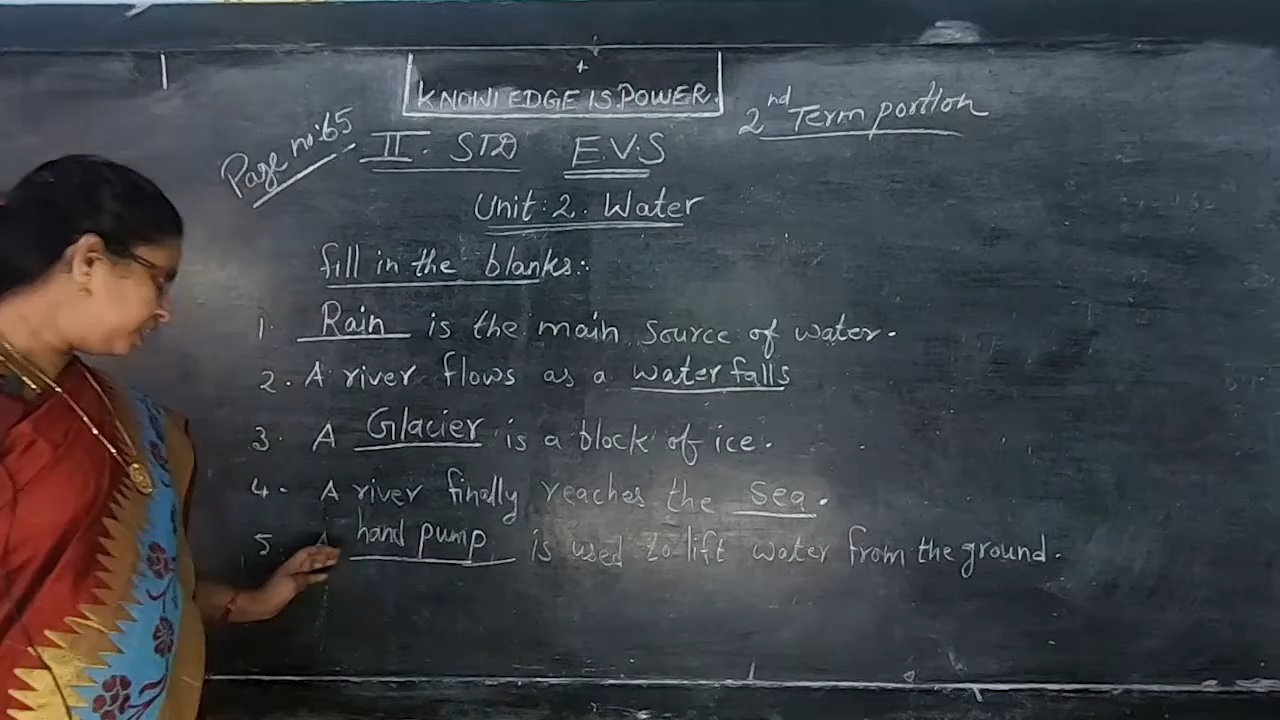 KNOWLEDGE IS POWER.
2nd Term portion
Page no:65
II. STD E.V.S
Unit:2. Water
fill in the blanks:
1. Rain is the main source of water.
2. A river flows as a water falls
3. A Glacier is a block of ice.
4. A river finally reaches the sea.
5. A hand pump is used to lift water from the ground.